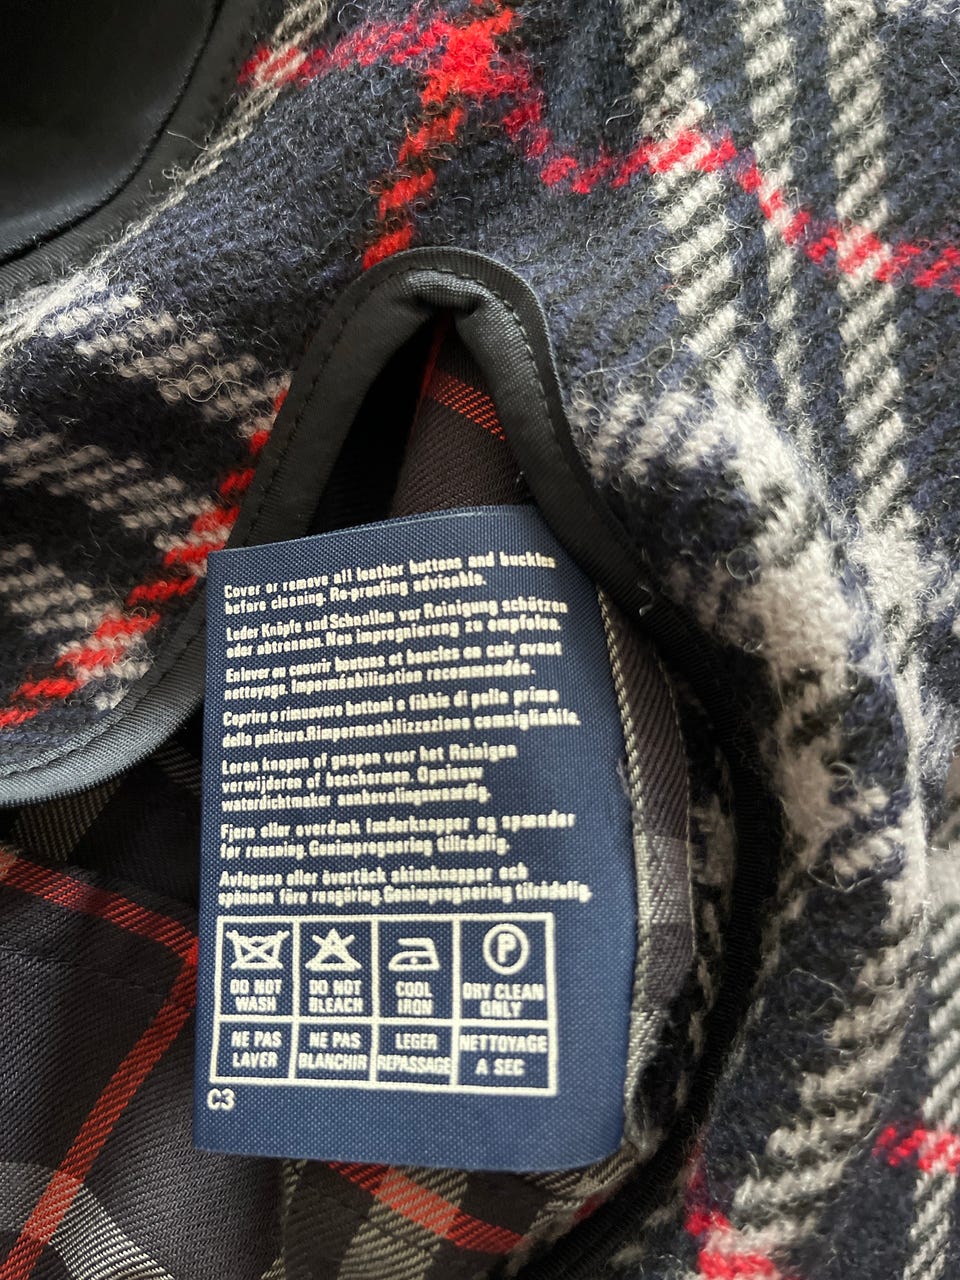 Cover or remove all leather buttons and buckles
before cleaning. Re-proofing advisable.
Leder Knöpfe und Schnallen vor Reinigung schützen
oder abtrennen. Neu impregnierung zu empfolen.
Enlever ou couvrir boutons et boucles en cuir avant
nettoyage. Imperméabilisation recommandée.
Coprire o rimuovere bottoni e fibbie di pelle prima
della pulitura. Rimpermeabilizzazione consigliabile.
Leren knopen of gespen voor het Reinigen
verwijderen of beschermen. Opnieuw
waterdichtmaker aanbevelingswaardig.
Fjern eller overdæk læderknapper og spænder
før rensning. Genimprægnering tilrådig.
Avlagsna eller övertäck skinnknappar och
spännen före rengöring. Genimpregnering tilrådelig.
DO NOT WASH
DO NOT BLEACH
COOL IRON
P
DRY CLEAN ONLY
NE PAS LAVER
NE PAS BLANCHIR
LEGER REPASSAGE
NETTOYAGE A SEC
C3